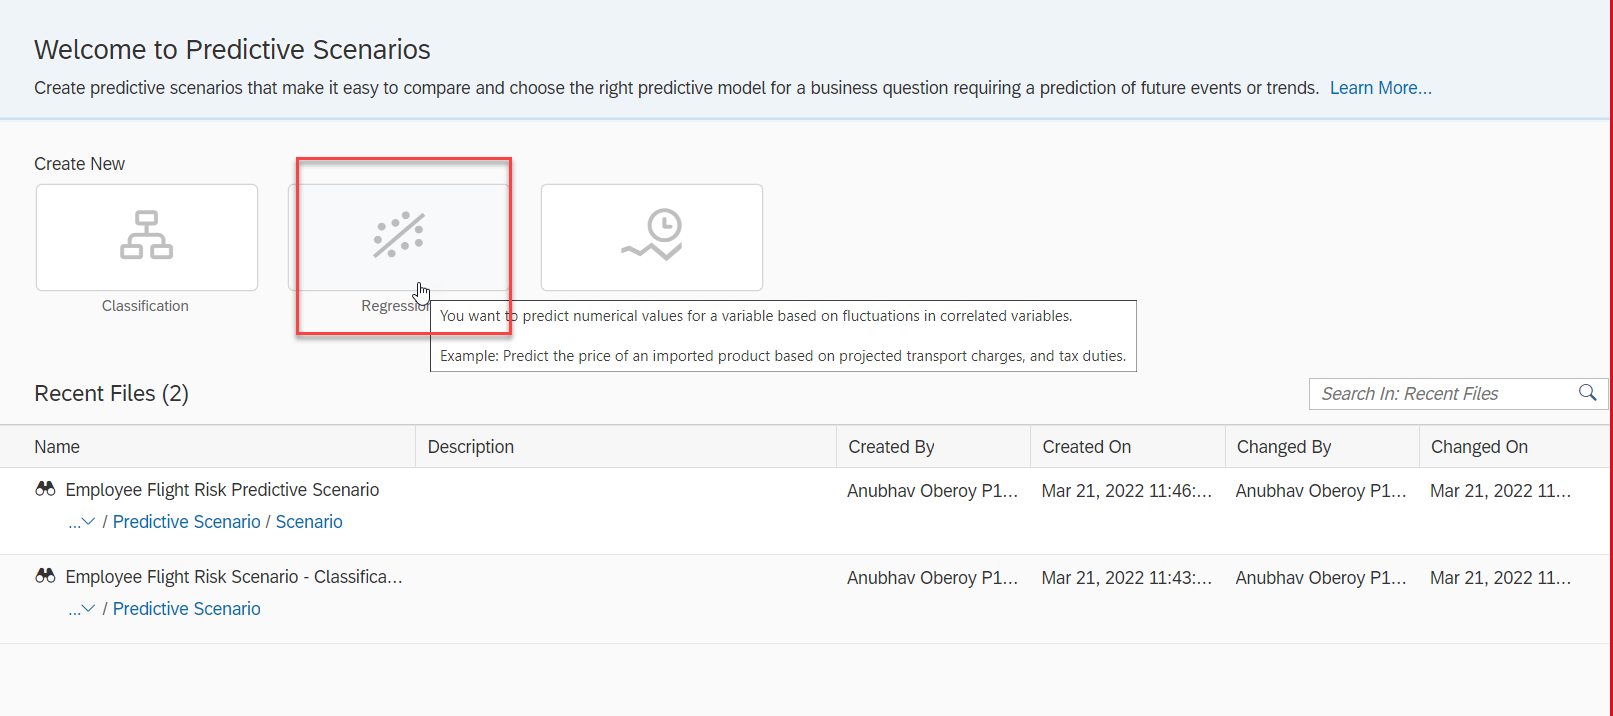 Welcome to Predictive Scenarios
Create predictive scenarios that make it easy to compare and choose the right predictive model for a business question requiring a prediction of future events or trends. Learn More...
Create New
Classification
Regression
You want to predict numerical values for a variable based on fluctuations in correlated variables.
Example: Predict the price of an imported product based on projected transport charges, and tax duties.
Recent Files (2)
Search In: Recent Files
Name Description Created By Created On Changed By Changed On
Employee Flight Risk Predictive Scenario Anubhav Oberoy P1... Mar 21, 2022 11:46:... Anubhav Oberoy P1... Mar 21, 2022 11...
... / Predictive Scenario / Scenario
Employee Flight Risk Scenario - Classifica... Anubhav Oberoy P1... Mar 21, 2022 11:43:... Anubhav Oberoy P1... Mar 21, 2022 11...
... / Predictive Scenario